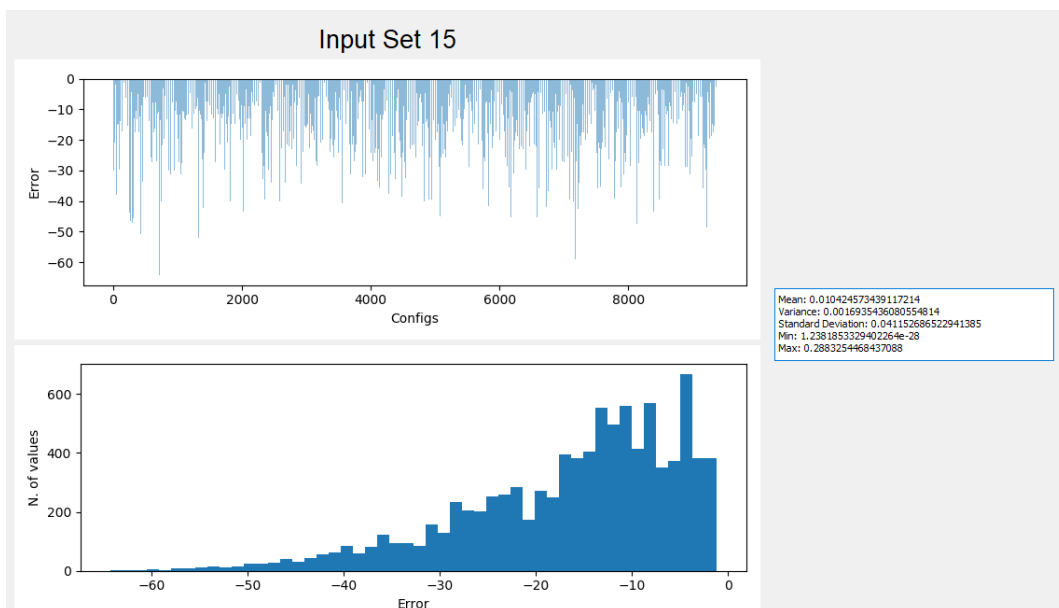 Input Set 15
0
−10
−20
−30
−40
−50
−60
Error
0
2000
4000
6000
8000
Configs
Mean: 0.010424573439117214
Variance: 0.0016935436080554814
Standard Deviation: 0.041152686522941385
Min: 1.2381853329402264e-28
Max: 0.2883254468437088
600
400
200
0
N. of values
−60
−50
−40
−30
−20
−10
0
Error